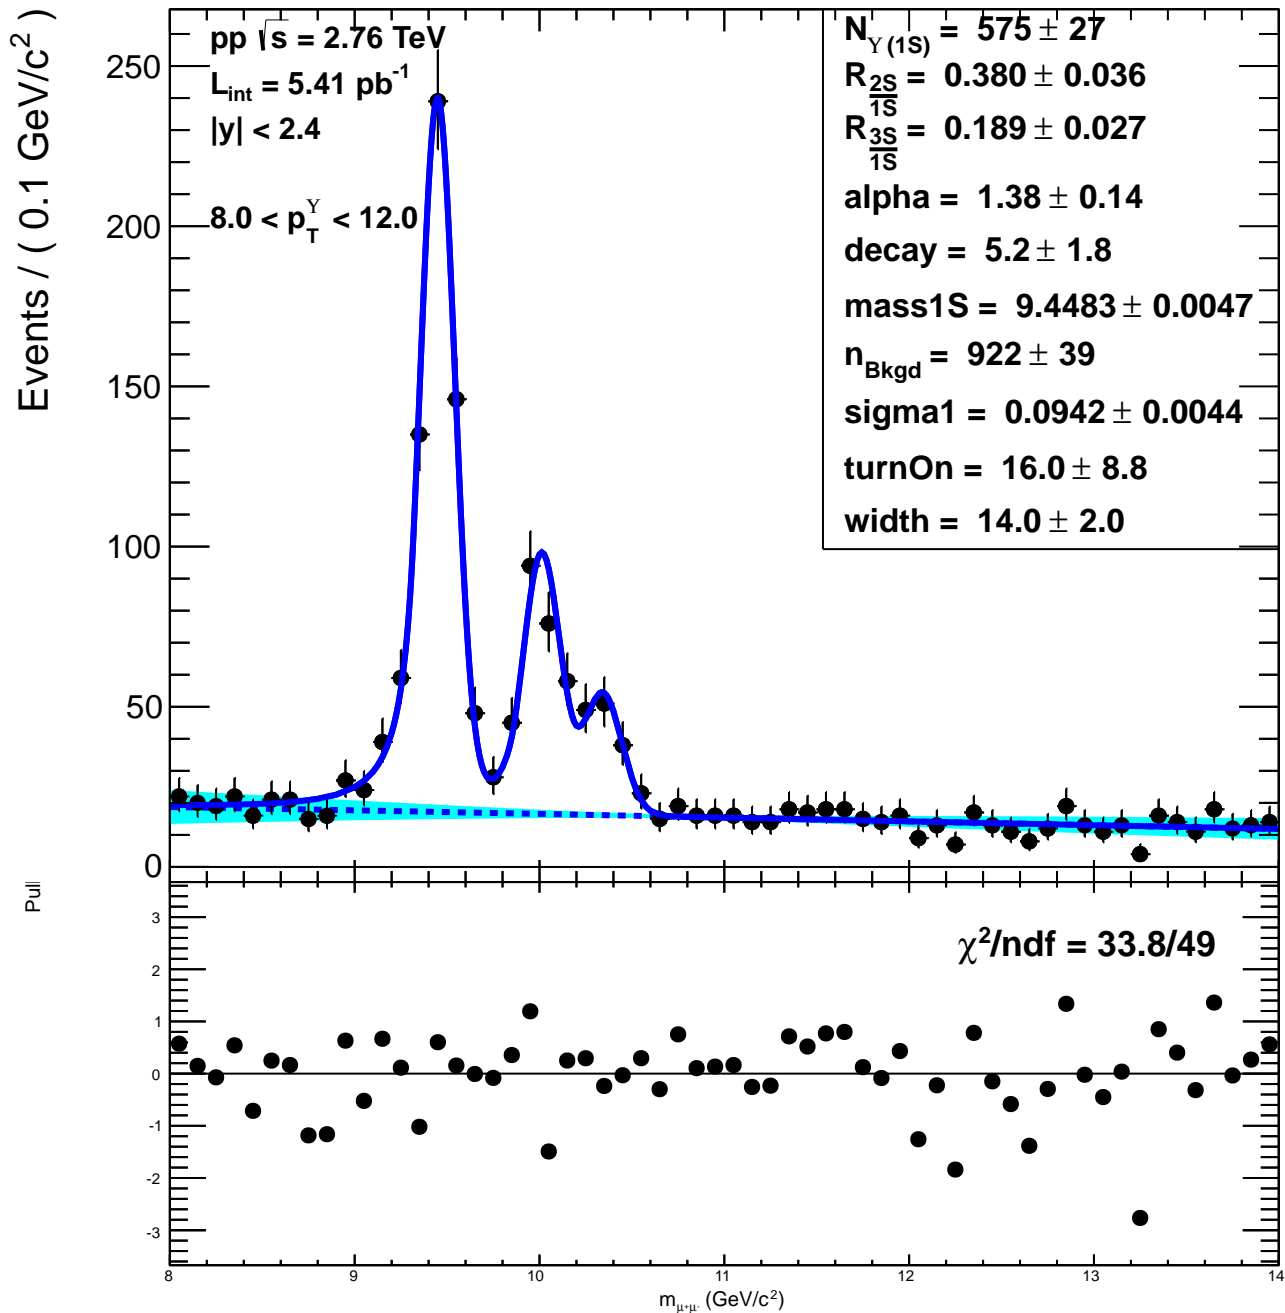 Events / ( 0.1 GeV/c² )
250
200
150
100
50
0
pp √s = 2.76 TeV
L_int = 5.41 pb⁻¹
|y| < 2.4
8.0 < p_T^Υ < 12.0
N_Υ(1S) = 575 ± 27
R_2S/1S = 0.380 ± 0.036
R_3S/1S = 0.189 ± 0.027
alpha = 1.38 ± 0.14
decay = 5.2 ± 1.8
mass1S = 9.4483 ± 0.0047
n_Bkgd = 922 ± 39
sigma1 = 0.0942 ± 0.0044
turnOn = 16.0 ± 8.8
width = 14.0 ± 2.0
Pull
3
2
1
0
-1
-2
-3
χ²/ndf = 33.8/49
8 9 10 11 12 13 14
m_μ⁺μ⁻ (GeV/c²)